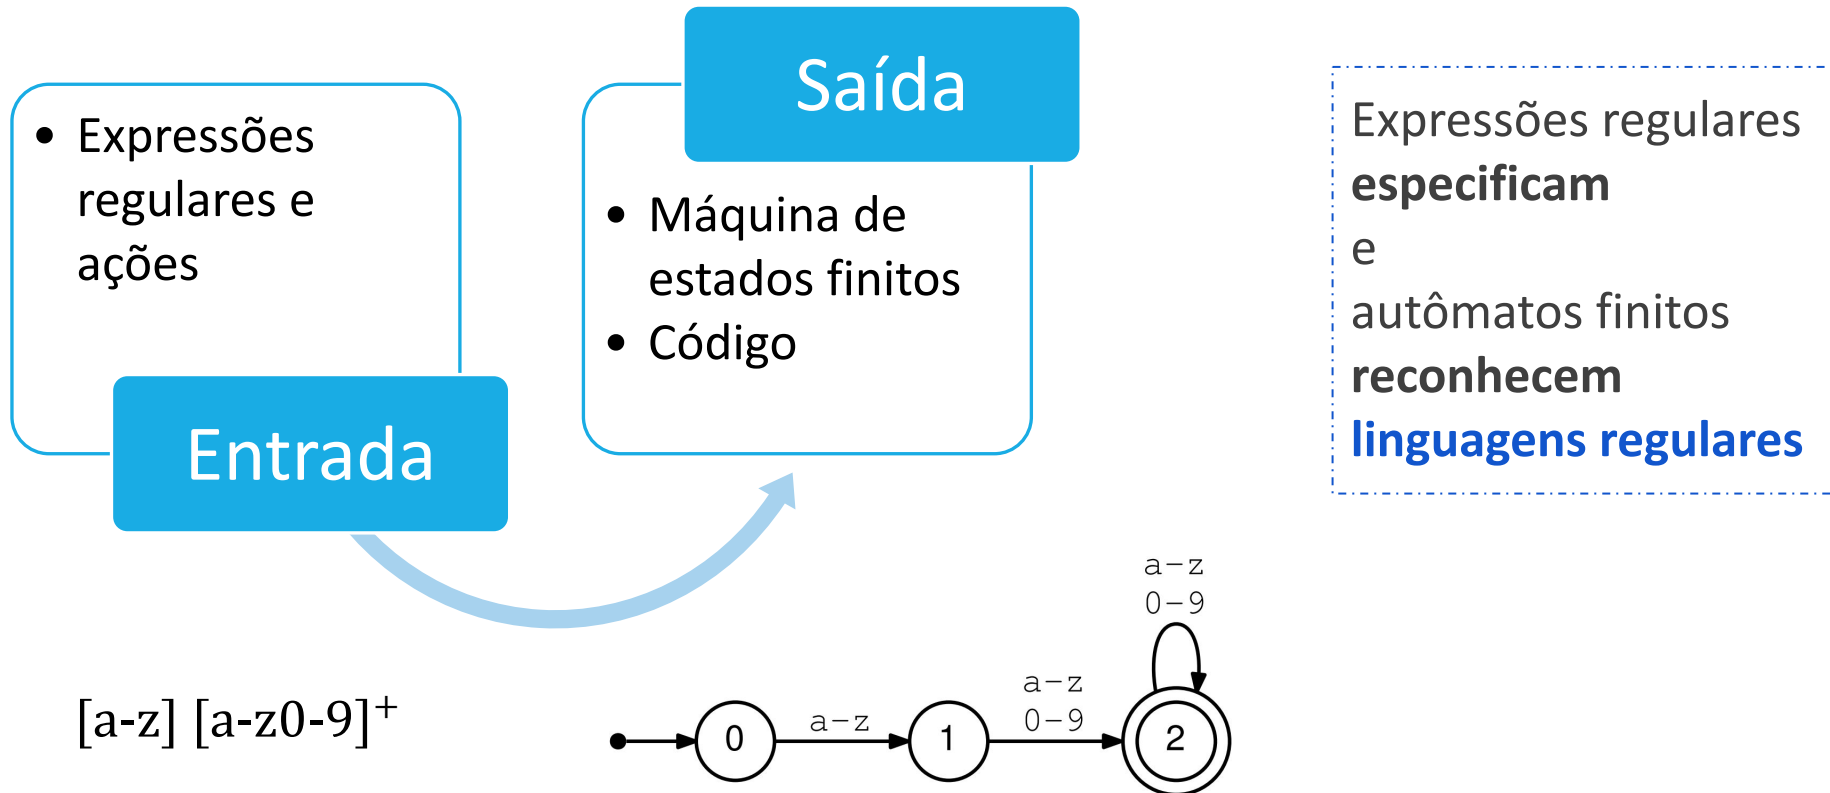 • Expressões
regulares e
ações
Entrada
Saída
• Máquina de
estados finitos
• Código
Expressões regulares
especificam
e
autômatos finitos
reconhecem
linguagens regulares
[a-z] [a-z0-9]⁺
0
a-z
1
a-z
0-9
2
a-z
0-9